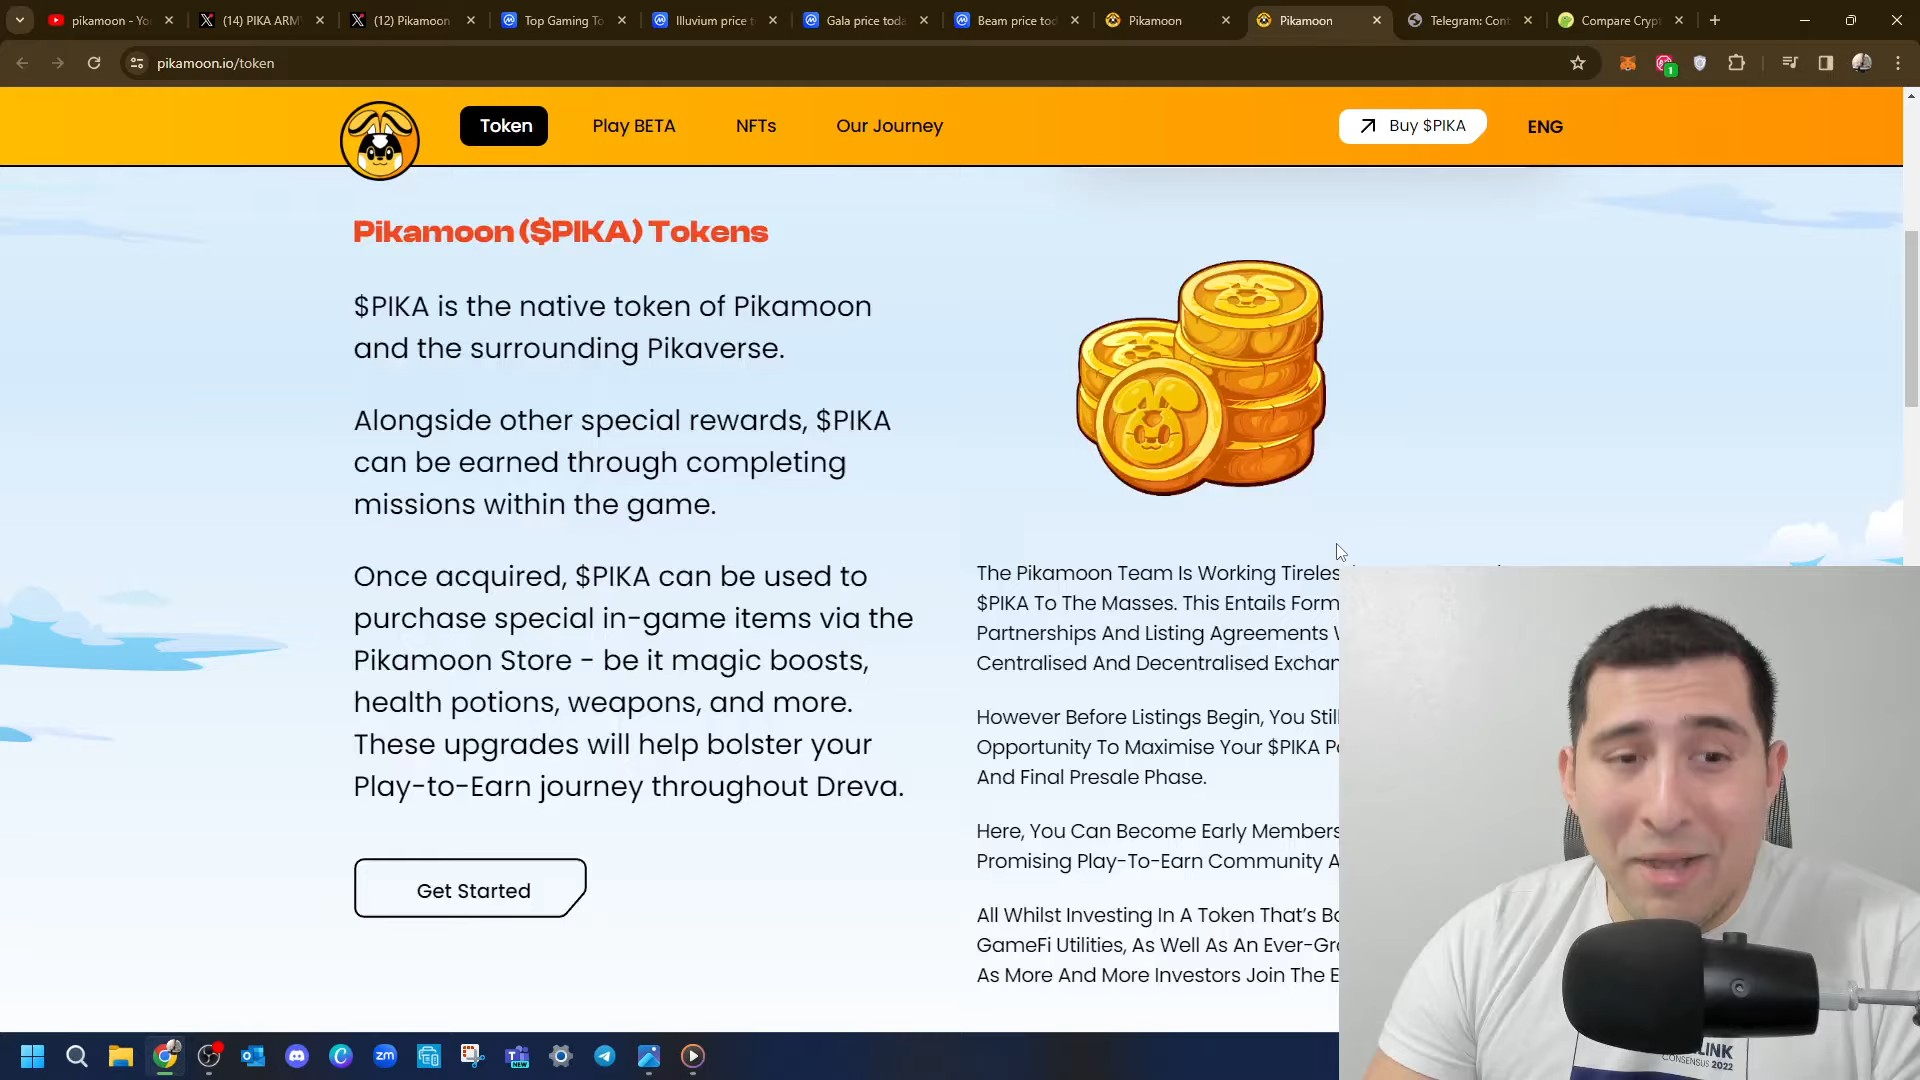 pikamoon - Yo
(14) PIKA ARM
(12) Pikamoon
Top Gaming To
Illuvium price t
Gala price toda
Beam price tod
Pikamoon
Pikamoon
Telegram: Cont
Compare Crypt
pikamoon.io/token
1
Token
Play BETA
NFTs
Our Journey
Buy $PIKA
ENG
Pikamoon ($PIKA) Tokens
$PIKA is the native token of Pikamoon
and the surrounding Pikaverse.
Alongside other special rewards, $PIKA
can be earned through completing
missions within the game.
Once acquired, $PIKA can be used to
purchase special in-game items via the
Pikamoon Store - be it magic boosts,
health potions, weapons, and more.
These upgrades will help bolster your
Play-to-Earn journey throughout Dreva.
Get Started
The Pikamoon Team Is Working Tireles
$PIKA To The Masses. This Entails Form
Partnerships And Listing Agreements W
Centralised And Decentralised Exchan
However Before Listings Begin, You Still
Opportunity To Maximise Your $PIKA P
And Final Presale Phase.
Here, You Can Become Early Members
Promising Play-To-Earn Community A
All Whilst Investing In A Token That's Ba
GameFi Utilities, As Well As An Ever-Gr
As More And More Investors Join The E
zm
NEW
LINK
CONSENSUS 2022